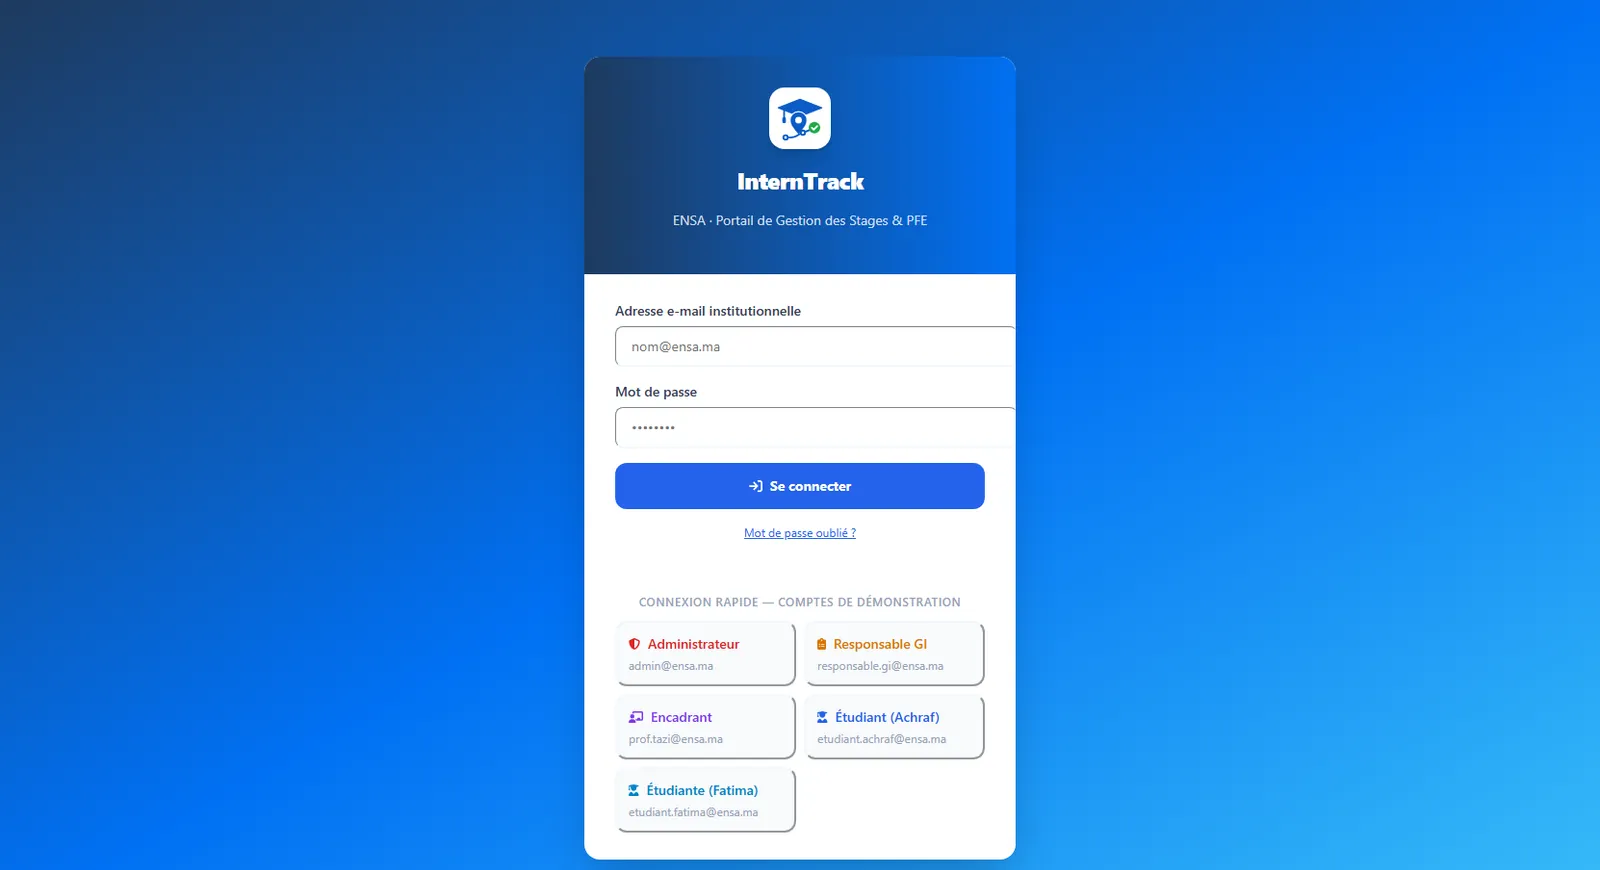 InternTrack
ENSA · Portail de Gestion des Stages & PFE
Adresse e-mail institutionnelle
nom@ensa.ma
Mot de passe
••••••••
Se connecter
Mot de passe oublié ?
CONNEXION RAPIDE — COMPTES DE DÉMONSTRATION
Administrateur
admin@ensa.ma
Responsable GI
responsable.gi@ensa.ma
Encadrant
prof.tazi@ensa.ma
Étudiant (Achraf)
etudiant.achraf@ensa.ma
Étudiante (Fatima)
etudiant.fatima@ensa.ma